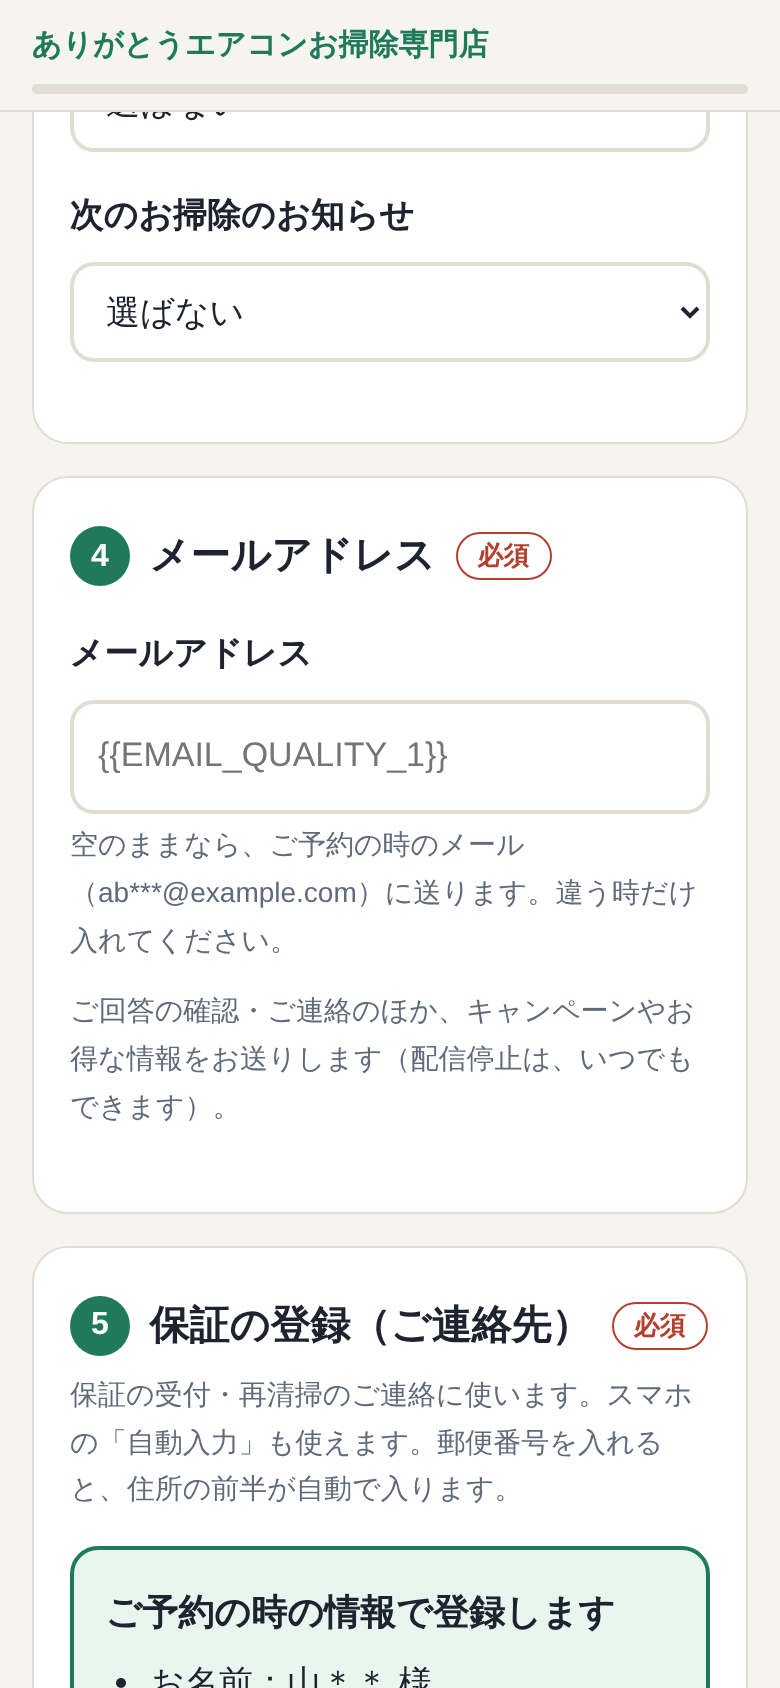 ありがとうエアコンお掃除専門店
選ばない
次のお掃除のお知らせ
選ばない
4 メールアドレス 必須
メールアドレス
{{EMAIL_QUALITY_1}}
空のままなら、ご予約の時のメール
（ab***@example.com）に送ります。違う時だけ
入れてください。
ご回答の確認・ご連絡のほか、キャンペーンやお
得な情報をお送りします（配信停止は、いつでも
できます）。
5 保証の登録（ご連絡先） 必須
保証の受付・再清掃のご連絡に使います。スマホ
の「自動入力」も使えます。郵便番号を入れる
と、住所の前半が自動で入ります。
ご予約の時の情報で登録します
• お名前：山＊＊ 様